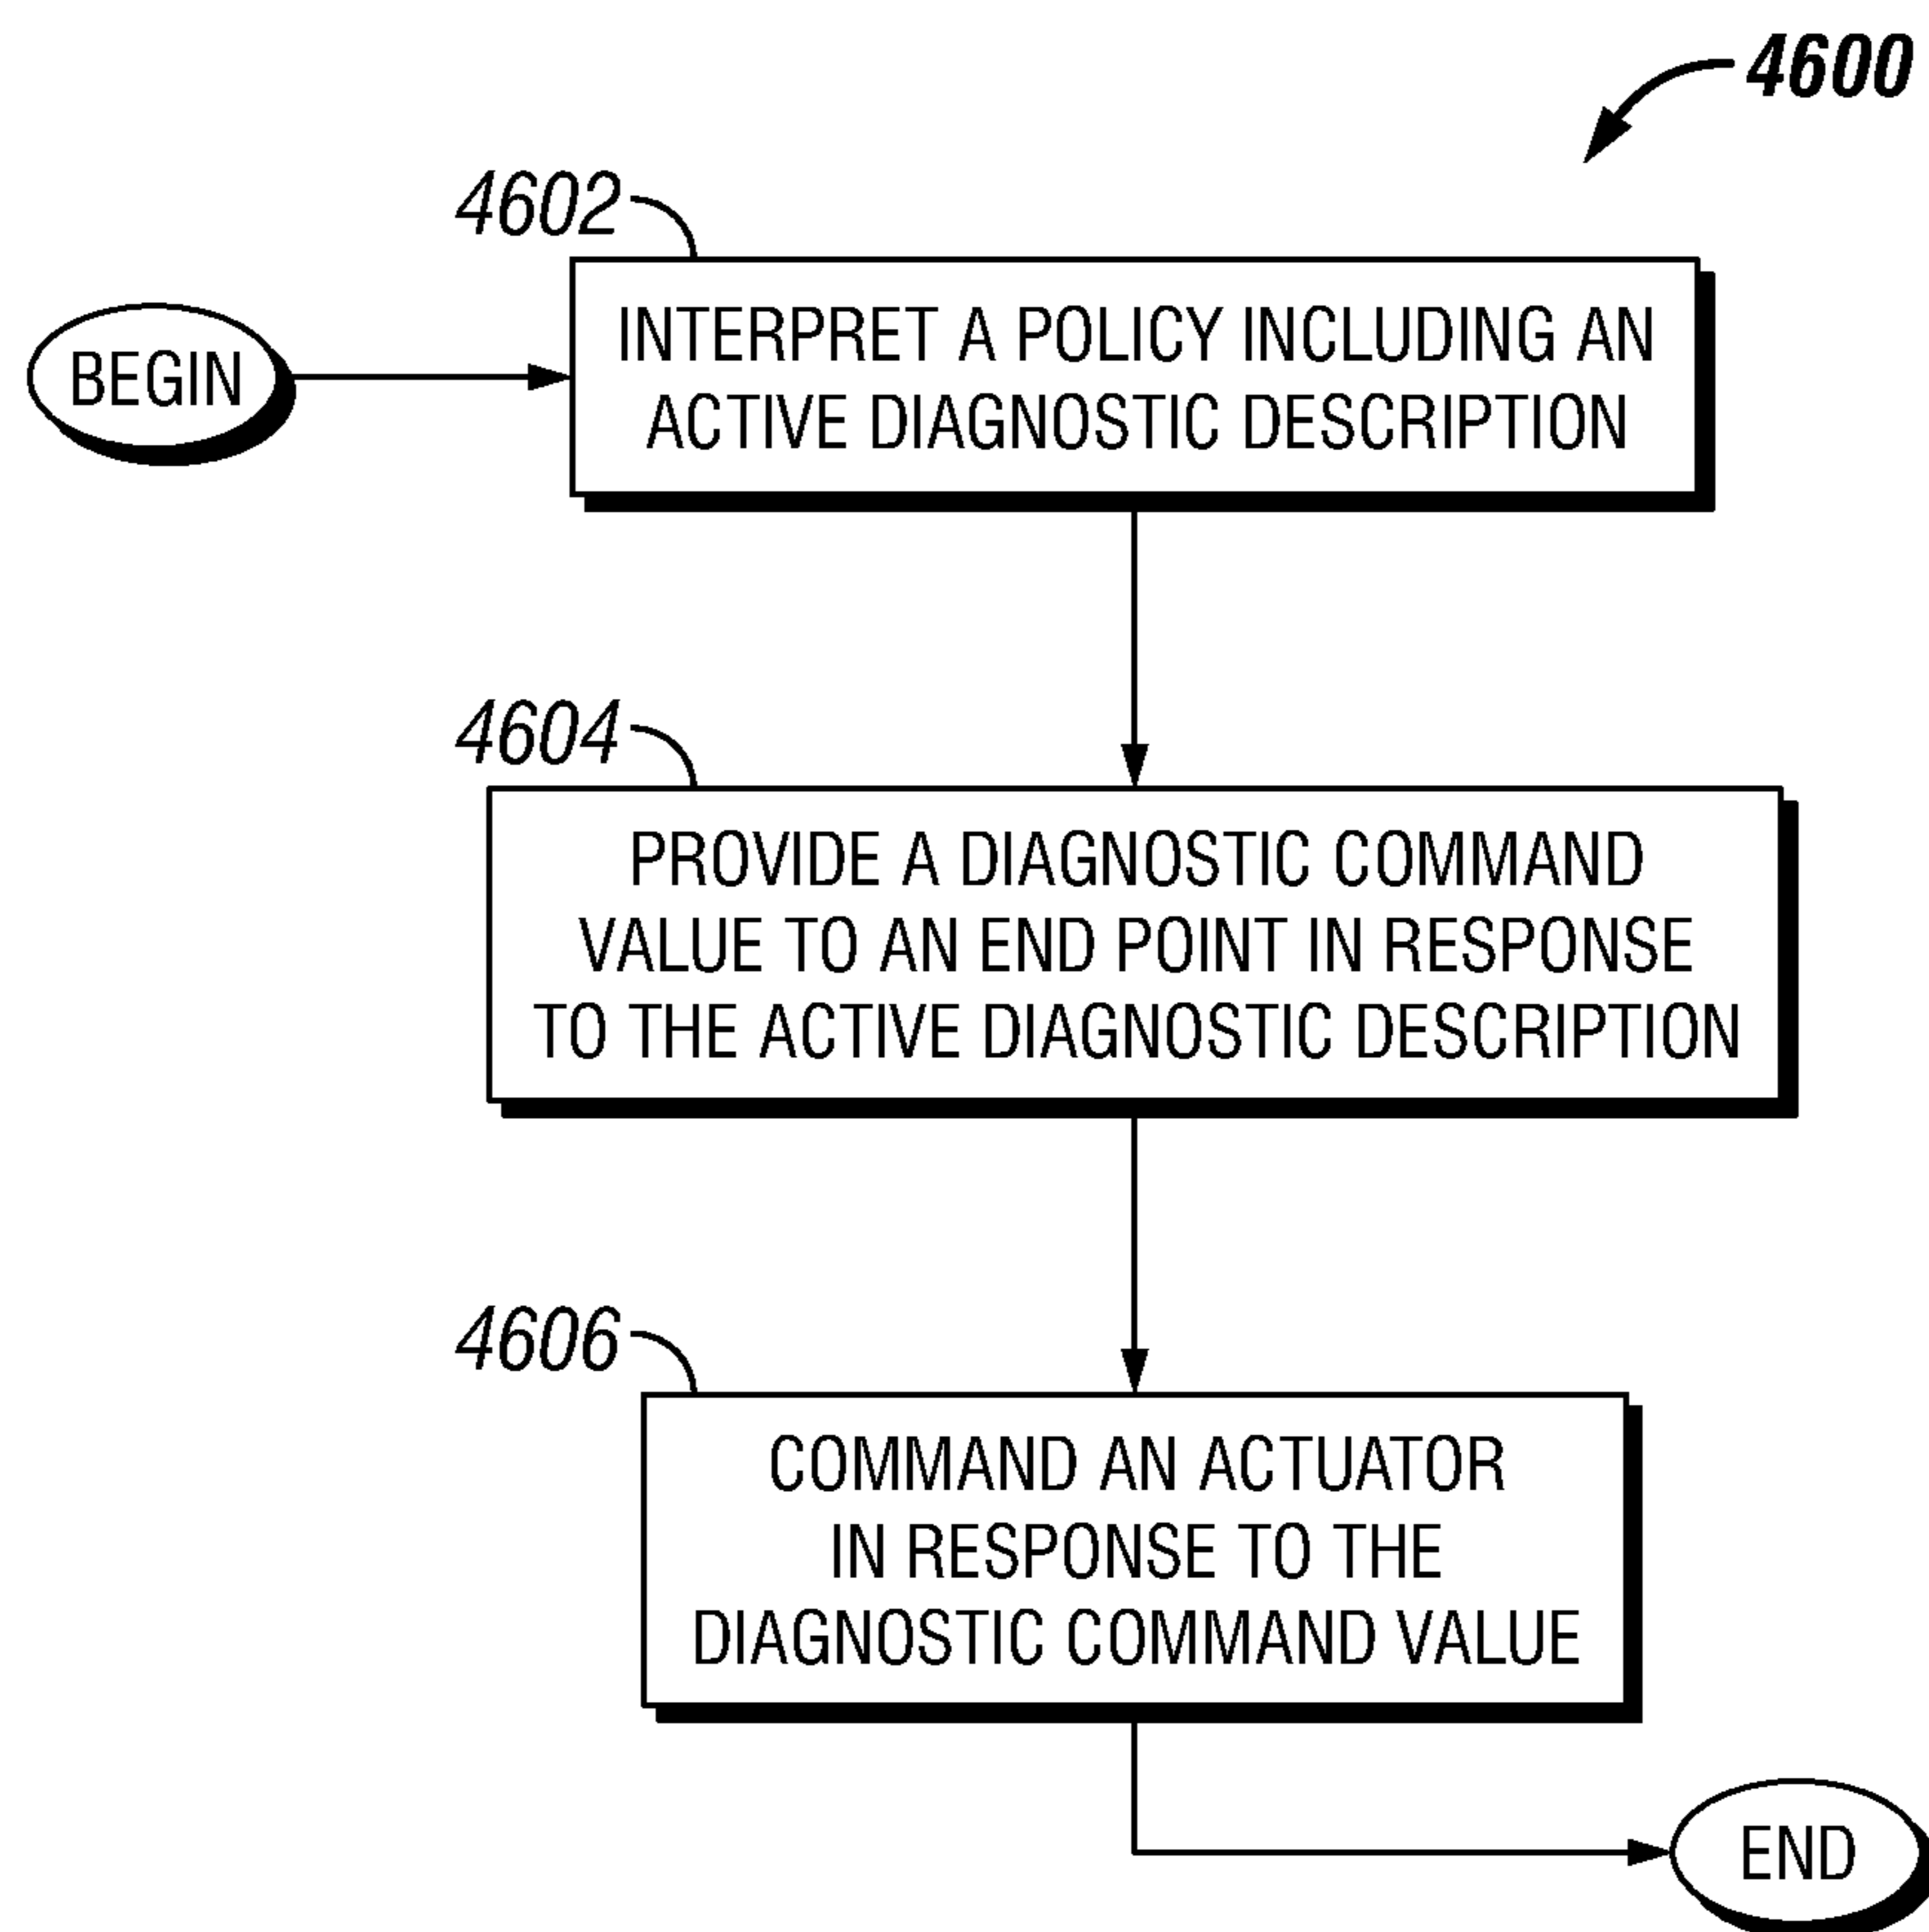 4600
4602
BEGIN
INTERPRET A POLICY INCLUDING AN
ACTIVE DIAGNOSTIC DESCRIPTION
4604
PROVIDE A DIAGNOSTIC COMMAND
VALUE TO AN END POINT IN RESPONSE
TO THE ACTIVE DIAGNOSTIC DESCRIPTION
4606
COMMAND AN ACTUATOR
IN RESPONSE TO THE
DIAGNOSTIC COMMAND VALUE
END